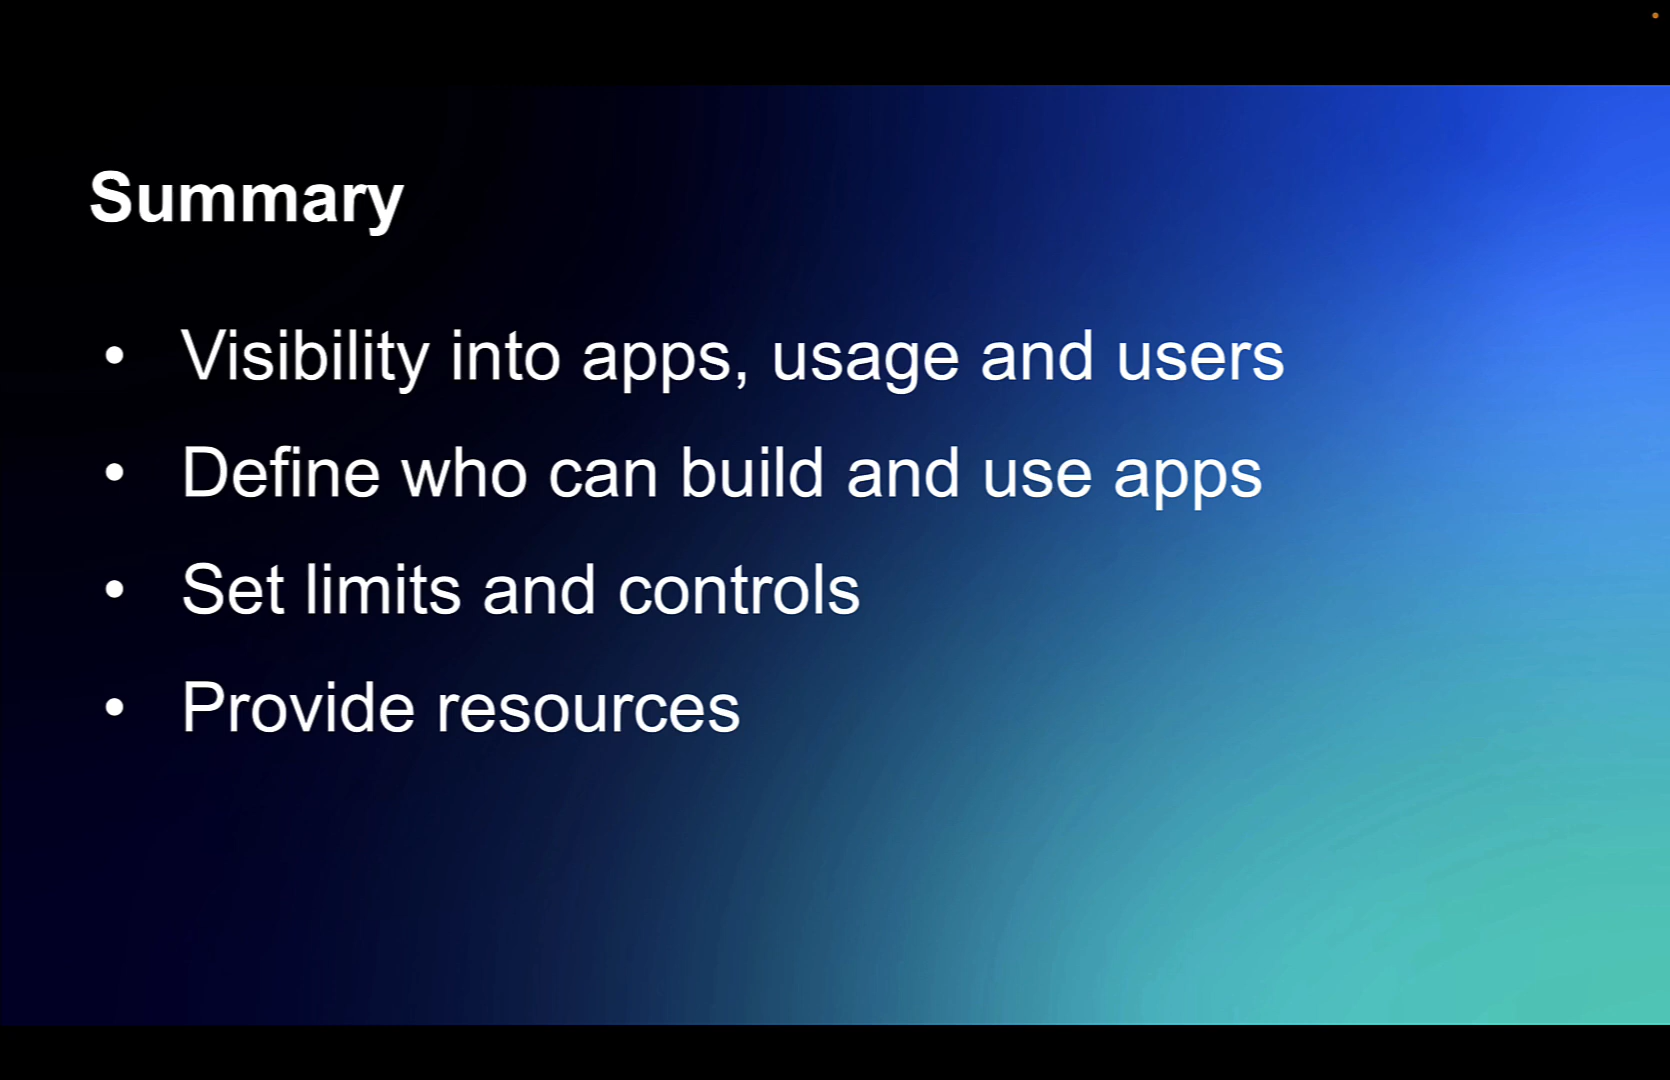 Summary
• Visibility into apps, usage and users
• Define who can build and use apps
• Set limits and controls
• Provide resources